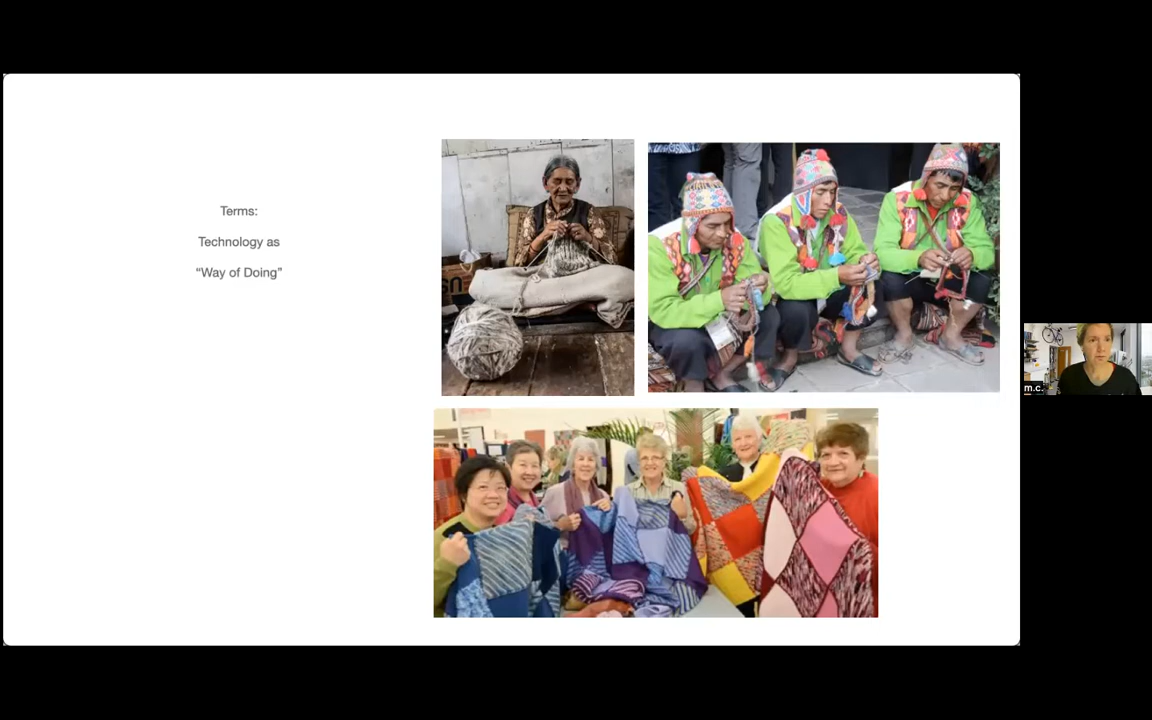 Terms:
Technology as
“Way of Doing”
m.c.